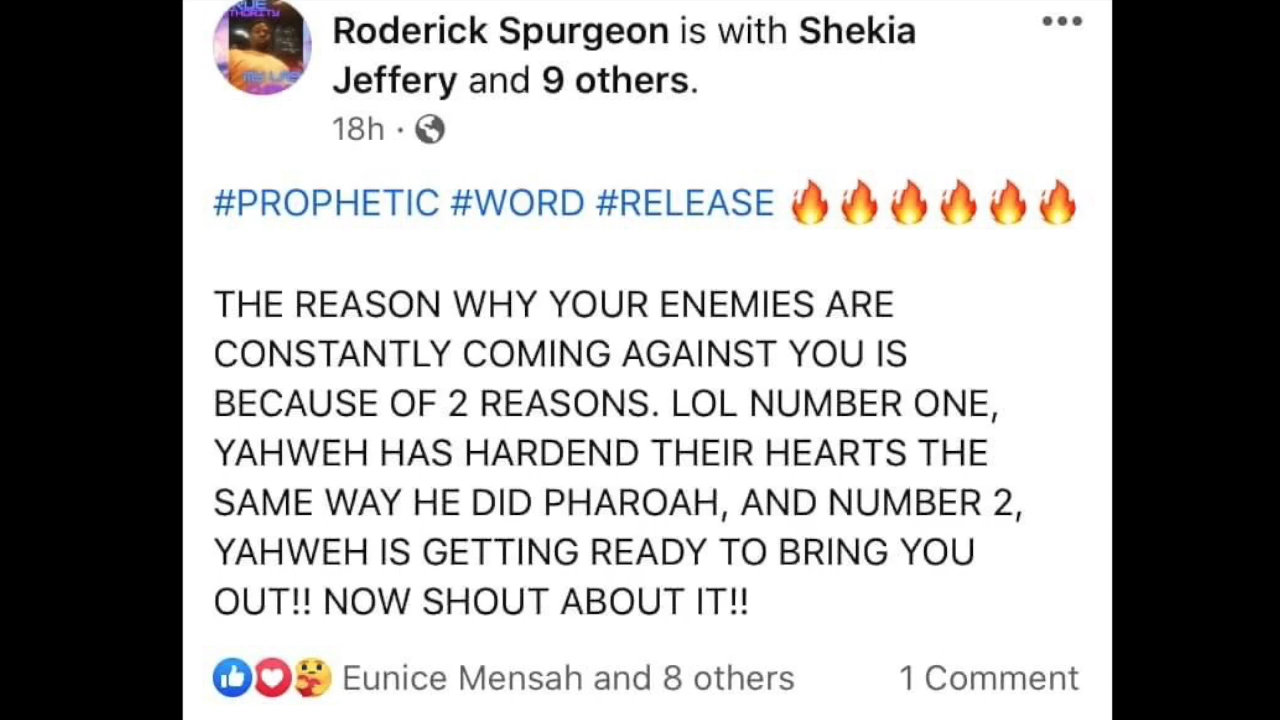 Roderick Spurgeon is with Shekia
Jeffery and 9 others.
18h ·
#PROPHETIC #WORD #RELEASE 🔥🔥🔥🔥🔥🔥
THE REASON WHY YOUR ENEMIES ARE
CONSTANTLY COMING AGAINST YOU IS
BECAUSE OF 2 REASONS. LOL NUMBER ONE,
YAHWEH HAS HARDEND THEIR HEARTS THE
SAME WAY HE DID PHAROAH, AND NUMBER 2,
YAHWEH IS GETTING READY TO BRING YOU
OUT!! NOW SHOUT ABOUT IT!!
Eunice Mensah and 8 others 1 Comment